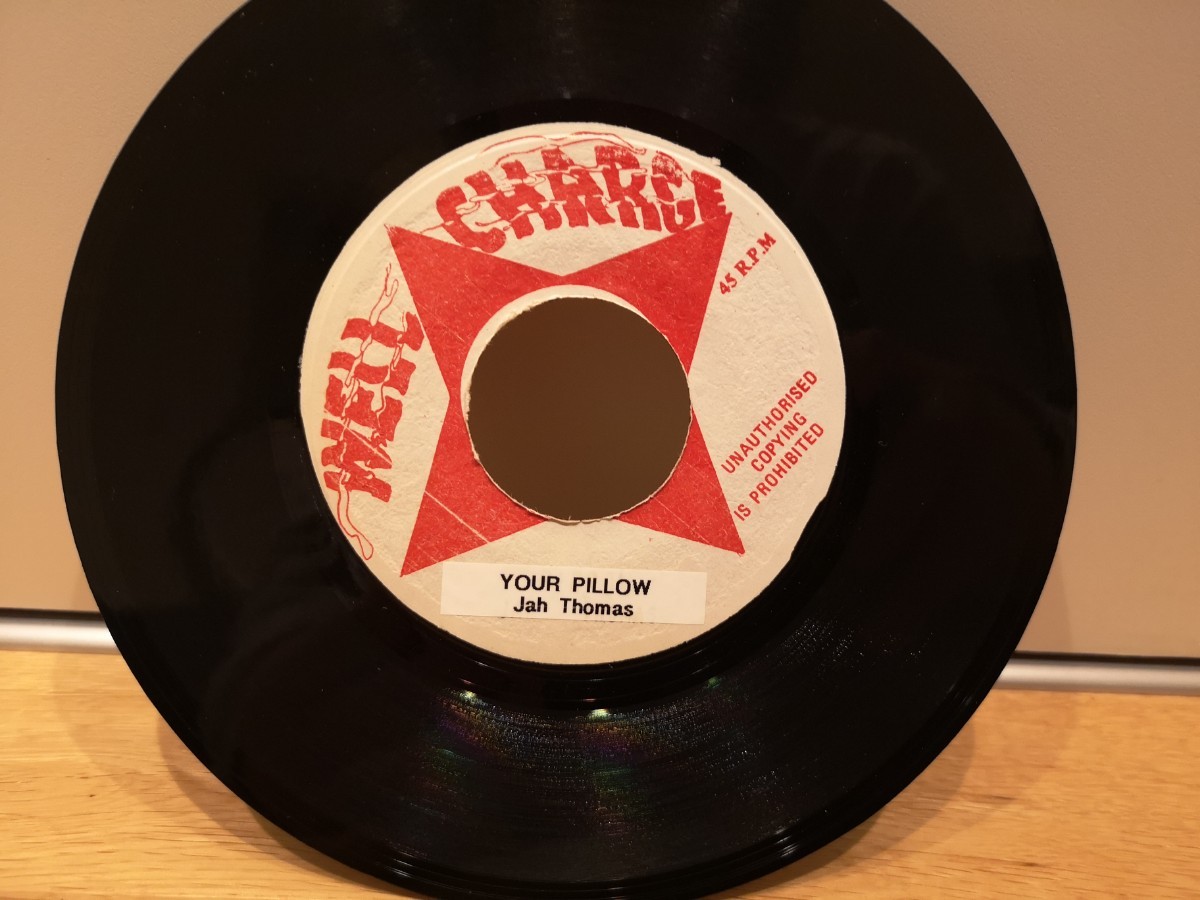 WELL
CHARGE
45 R.P.M
UNAUTHORISED
COPYING
IS PROHIBITED
YOUR PILLOW
Jah Thomas